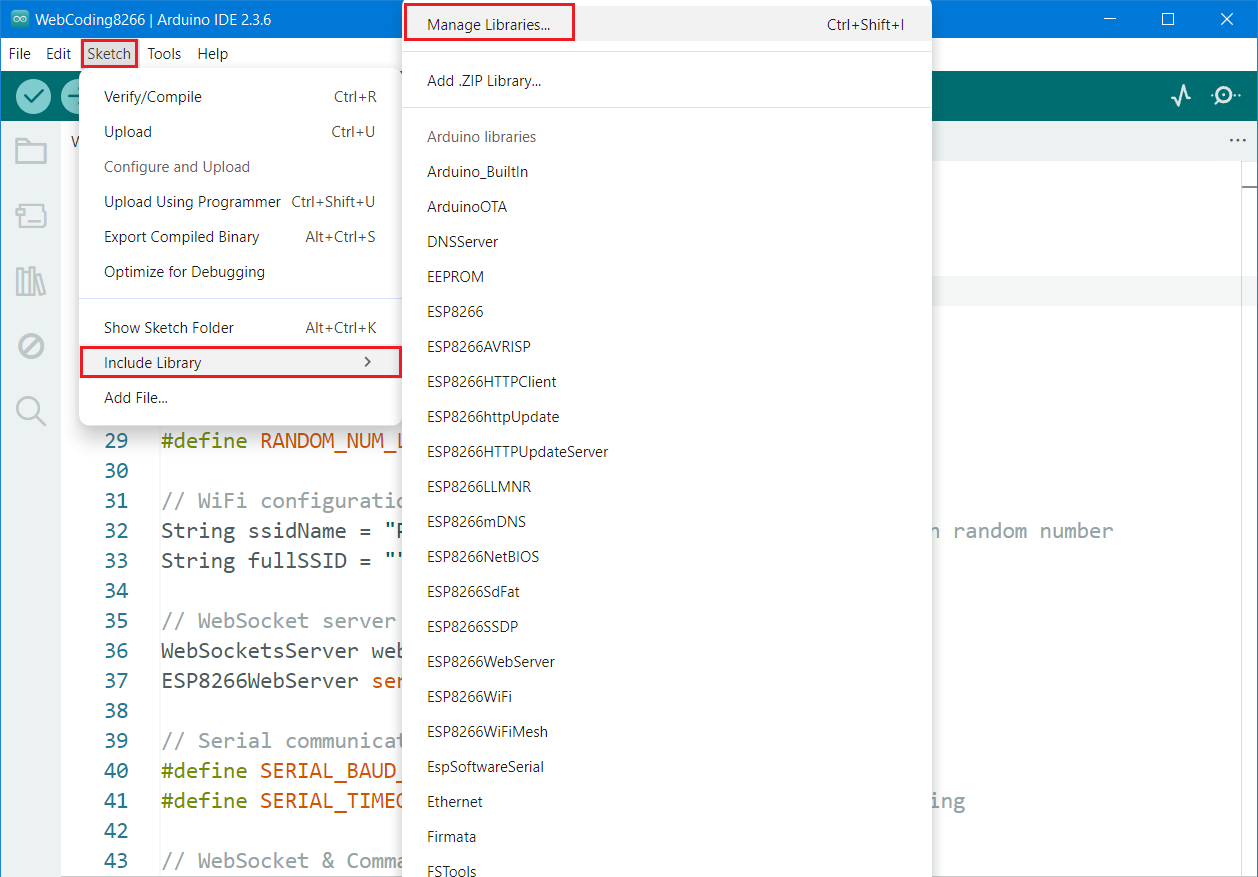 WebCoding8266 | Arduino IDE 2.3.6
File Edit Sketch Tools Help
Verify/Compile Ctrl+R
Upload Ctrl+U
Configure and Upload
Upload Using Programmer Ctrl+Shift+U
Export Compiled Binary Alt+Ctrl+S
Optimize for Debugging
Show Sketch Folder Alt+Ctrl+K
Include Library
Add File...
Manage Libraries... Ctrl+Shift+I
Add .ZIP Library...
Arduino libraries
Arduino_BuiltIn
ArduinoOTA
DNSServer
EEPROM
ESP8266
ESP8266AVRISP
ESP8266HTTPClient
ESP8266httpUpdate
ESP8266HTTPUpdateServer
ESP8266LLMNR
ESP8266mDNS
ESP8266NetBIOS
ESP8266SdFat
ESP8266SSDP
ESP8266WebServer
ESP8266WiFi
ESP8266WiFiMesh
EspSoftwareSerial
Ethernet
Firmata
FSTools
29 #define RANDOM_NUM_
30
31 // WiFi configuratio
32 String ssidName = " random number
33 String fullSSID = "
34
35 // WebSocket server
36 WebSocketsServer web
37 ESP8266WebServer ser
38
39 // Serial communicat
40 #define SERIAL_BAUD_
41 #define SERIAL_TIMEO ing
42
43 // WebSocket & Comma